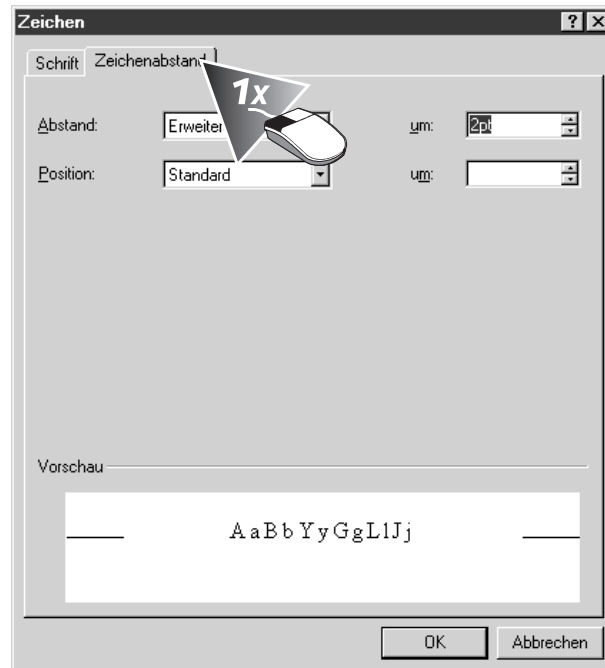 Zeichen
Schrift Zeichenabstand
1x
Abstand: Erweiter um: 2pt
Position: Standard um:
Vorschau
AaBbYyGgLlJj
OK Abbrechen